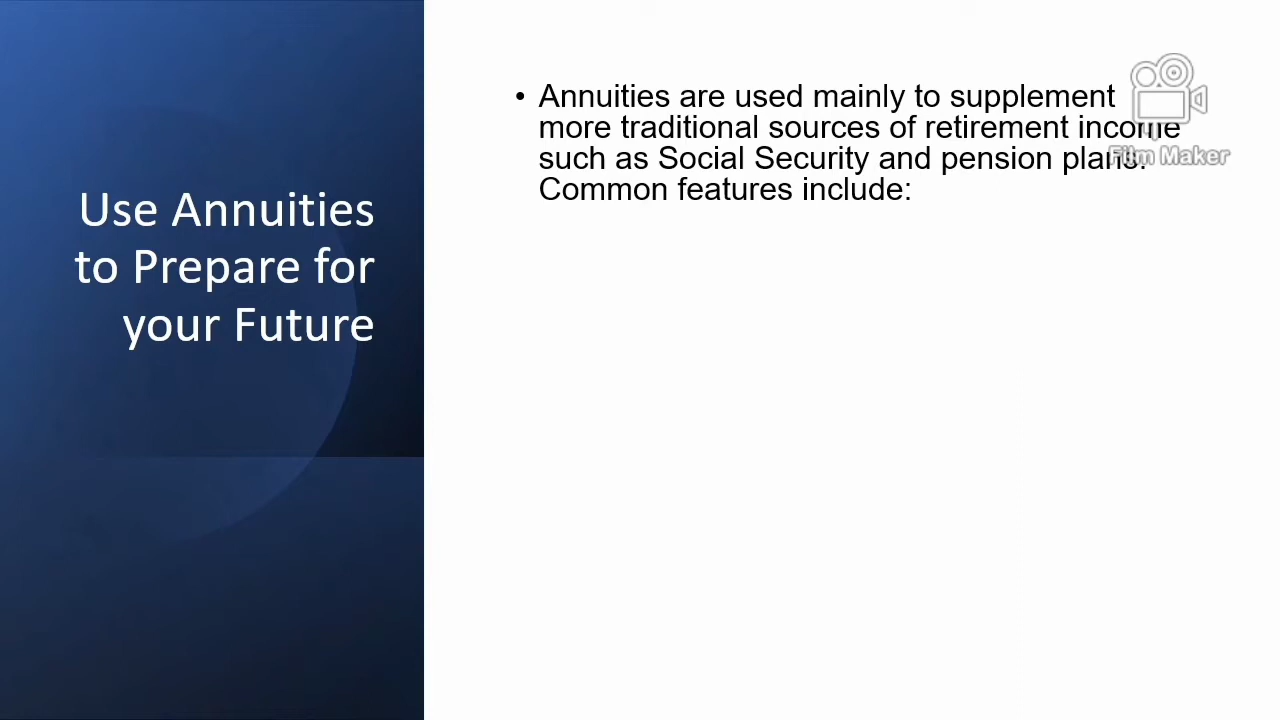 Use Annuities
to Prepare for
your Future
• Annuities are used mainly to supplement
more traditional sources of retirement income
such as Social Security and pension plans.
Common features include:
Film Maker